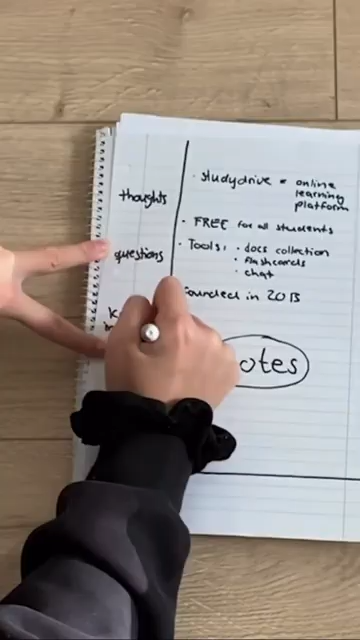 thoughts
questions
K
· studydrive = online
learning
platform
· FREE for all students
· Tools: · docs collection
· flashcards
· chat
founded in 2013
otes